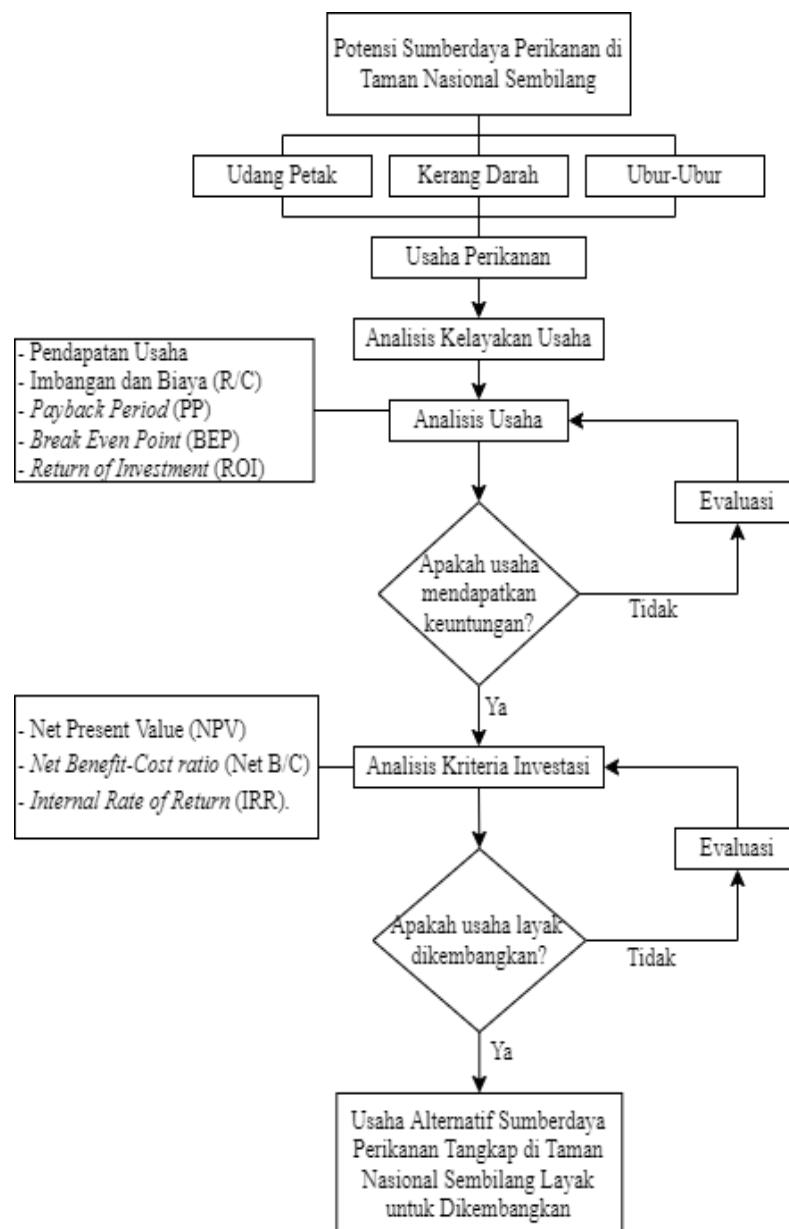 Potensi Sumberdaya Perikanan di
Taman Nasional Sembilang
Udang Petak
Kerang Darah
Ubur-Ubur
Usaha Perikanan
Analisis Kelayakan Usaha
- Pendapatan Usaha
- Imbangan dan Biaya (R/C)
- Payback Period (PP)
- Break Even Point (BEP)
- Return of Investment (ROI)
Analisis Usaha
Evaluasi
Apakah usaha
mendapatkan
keuntungan?
Tidak
Ya
- Net Present Value (NPV)
- Net Benefit-Cost ratio (Net B/C)
- Internal Rate of Return (IRR).
Analisis Kriteria Investasi
Evaluasi
Apakah usaha layak
dikembangkan?
Tidak
Ya
Usaha Alternatif Sumberdaya
Perikanan Tangkap di Taman
Nasional Sembilang Layak
untuk Dikembangkan